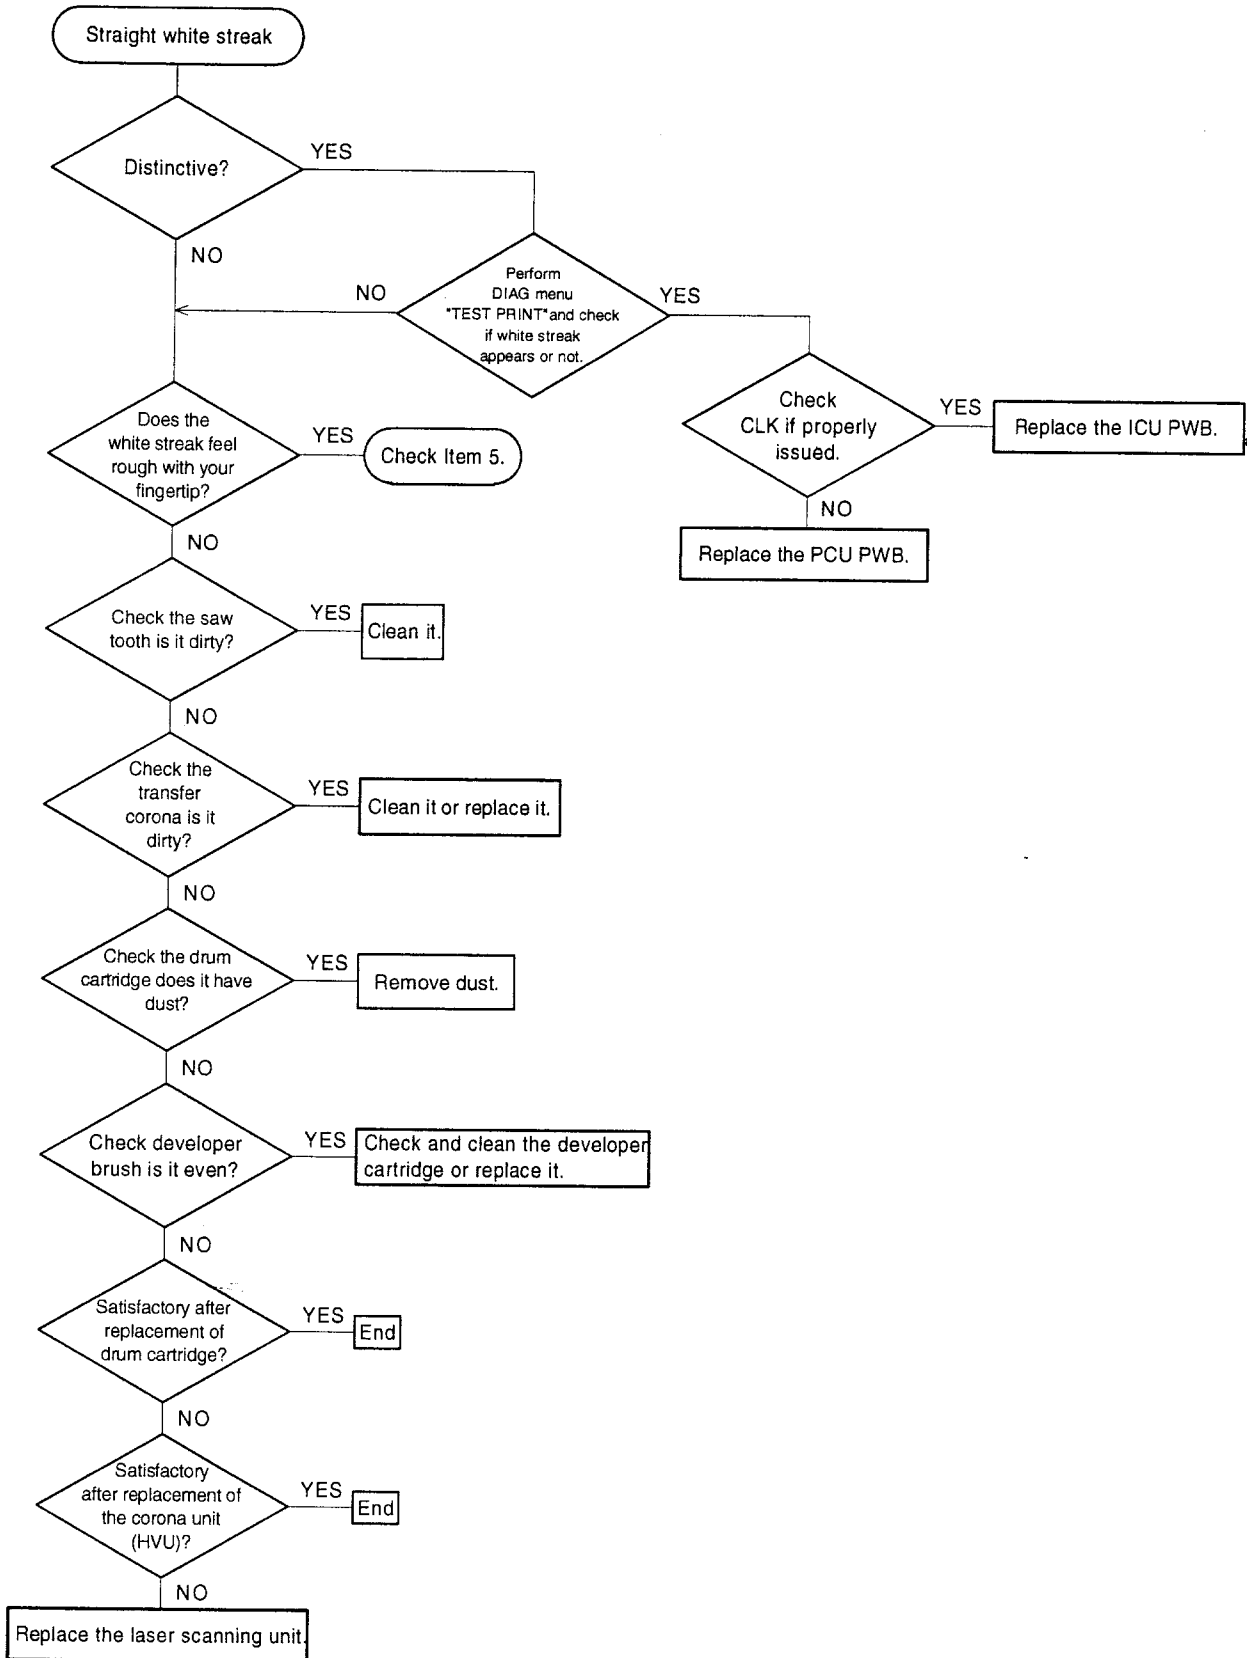 Straight white streak
Distinctive?
YES
NO
Perform
DIAG menu
"TEST PRINT"and check
if white streak
appears or not.
NO
YES
Check
CLK if properly
issued.
YES
Replace the ICU PWB.
NO
Replace the PCU PWB.
Does the
white streak feel
rough with your
fingertip?
YES
Check Item 5.
NO
Check the saw
tooth is it dirty?
YES
Clean it.
NO
Check the
transfer
corona is it
dirty?
YES
Clean it or replace it.
NO
Check the drum
cartridge does it have
dust?
YES
Remove dust.
NO
Check developer
brush is it even?
YES
Check and clean the developer
cartridge or replace it.
NO
Satisfactory after
replacement of
drum cartridge?
YES
End
NO
Satisfactory
after replacement of
the corona unit
(HVU)?
YES
End
NO
Replace the laser scanning unit.